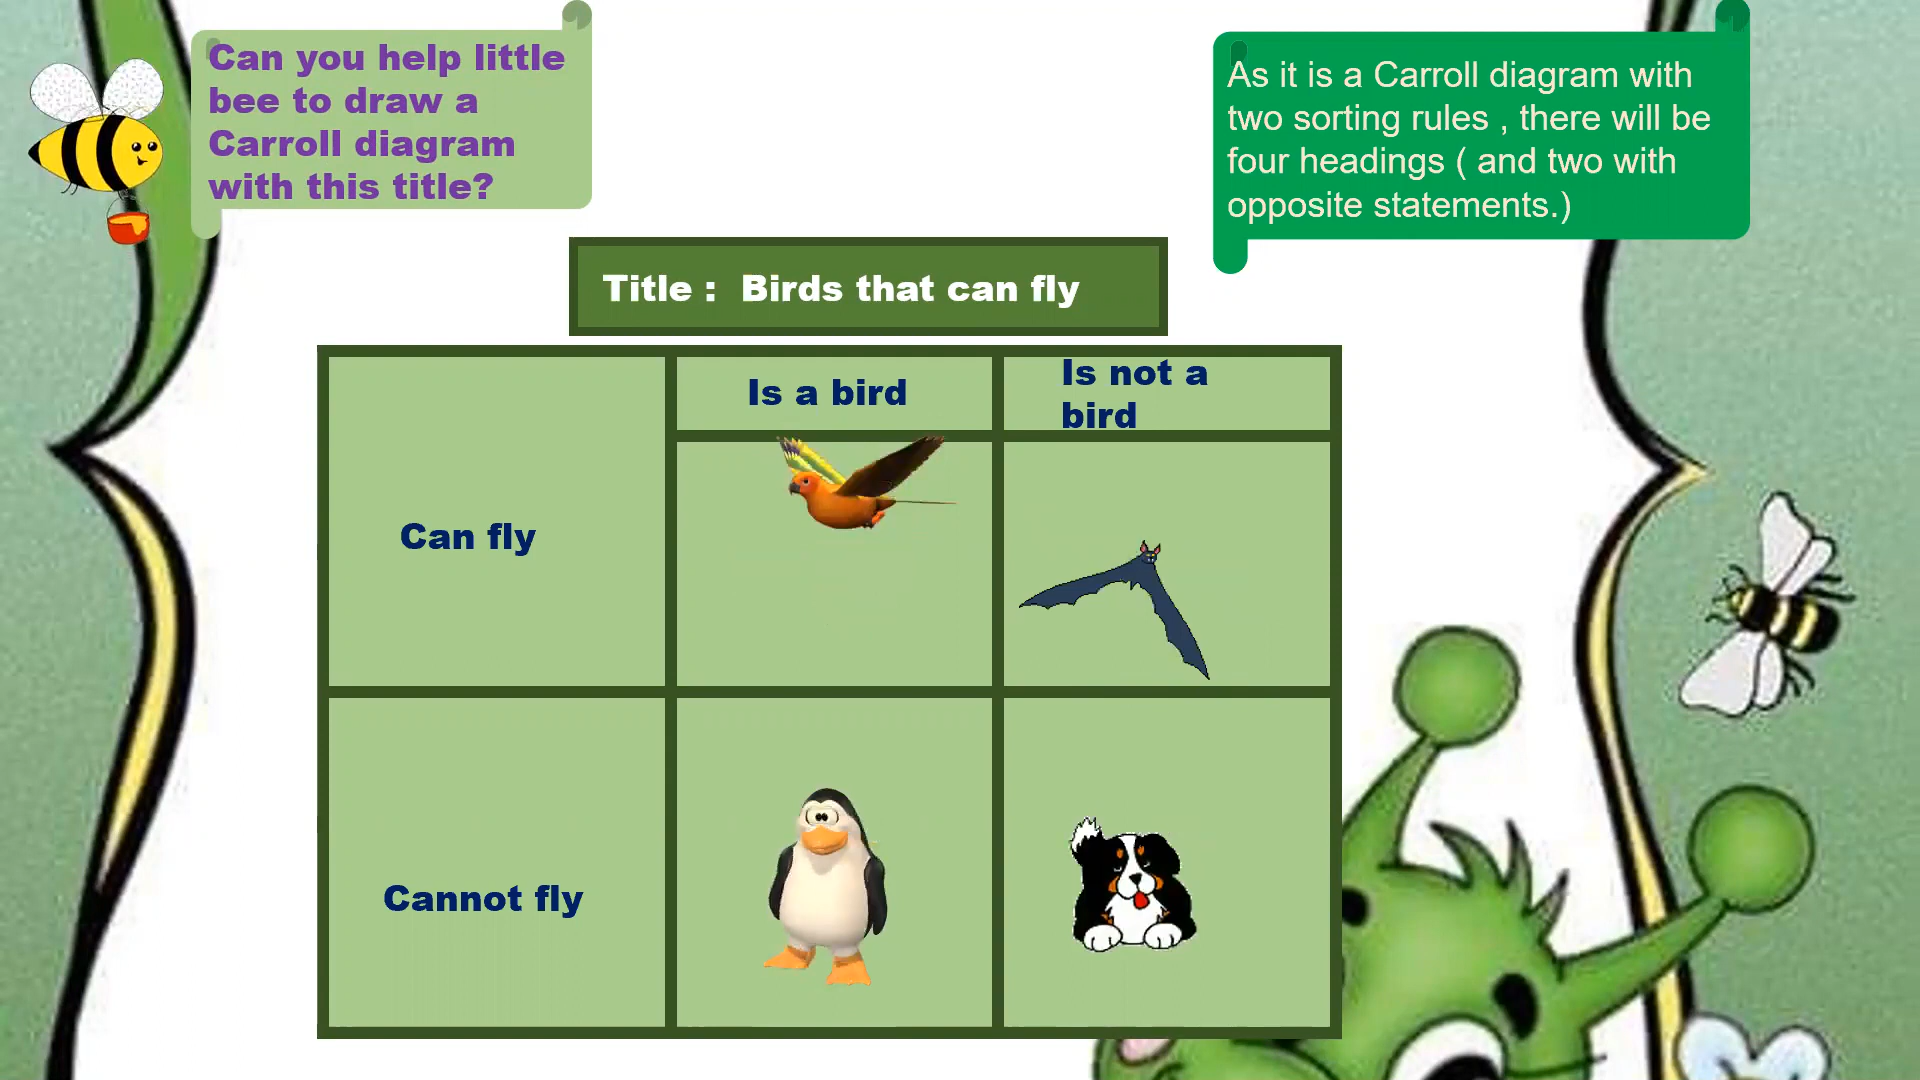 Can you help little
bee to draw a
Carroll diagram
with this title?
As it is a Carroll diagram with
two sorting rules , there will be
four headings ( and two with
opposite statements.)
Title :  Birds that can fly
Is a bird
Is not a
bird
Can fly
Cannot fly